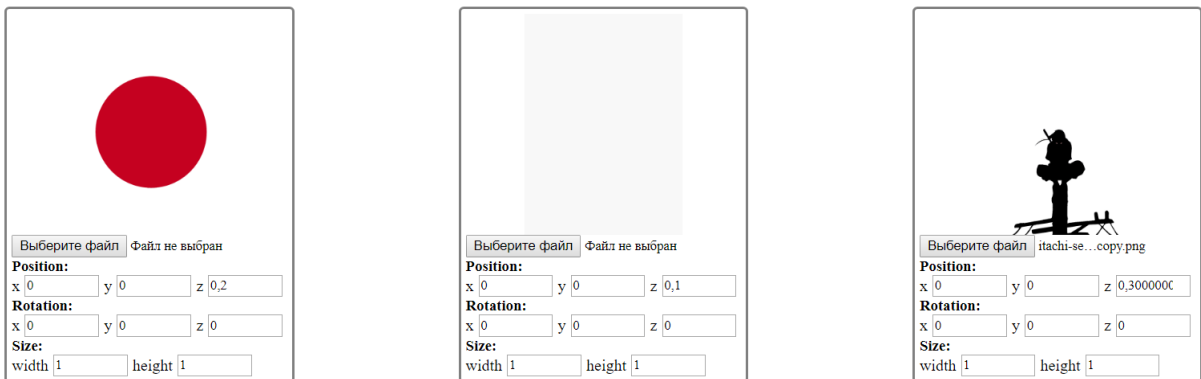 Выберите файл Файл не выбран
Position:
x 0 y 0 z 0,2
Rotation:
x 0 y 0 z 0
Size:
width 1 height 1
Выберите файл Файл не выбран
Position:
x 0 y 0 z 0,1
Rotation:
x 0 y 0 z 0
Size:
width 1 height 1
Выберите файл itachi-se…copy.png
Position:
x 0 y 0 z 0,3000000
Rotation:
x 0 y 0 z 0
Size:
width 1 height 1